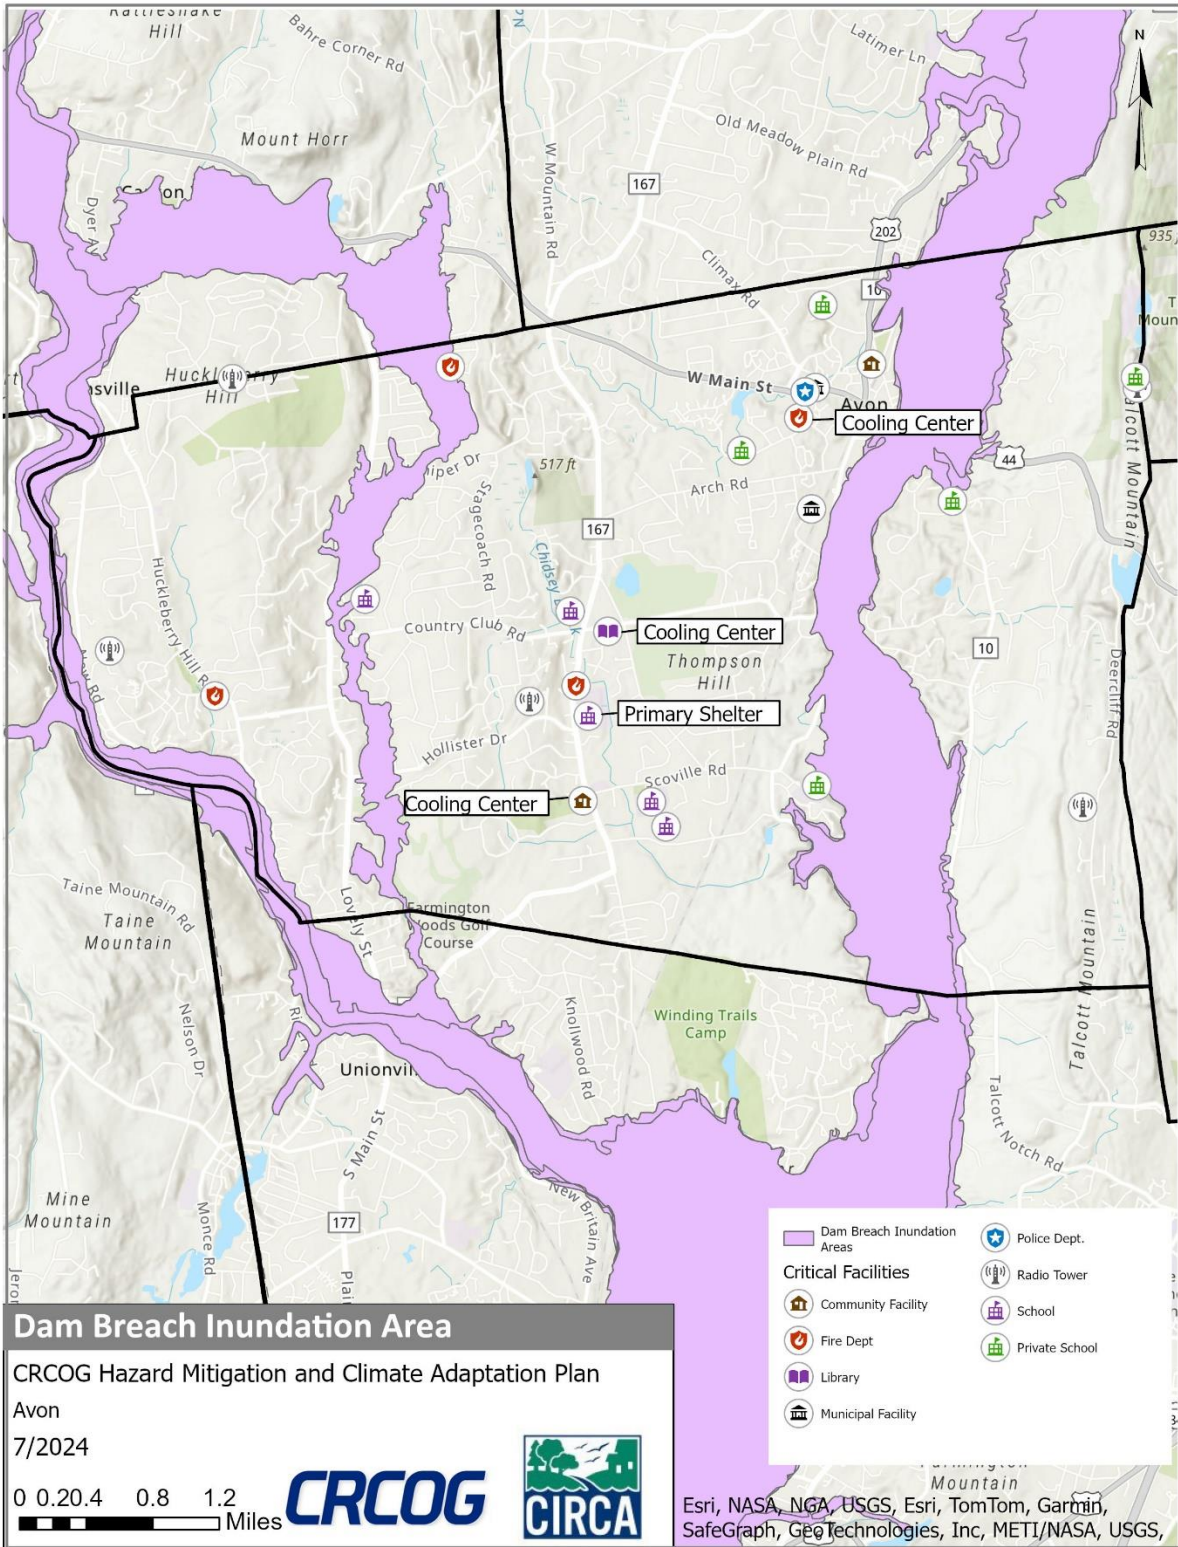 Rattlesnake
Hill
Bahre Corner Rd
Latimer Ln
N
Mount Horr
Old Meadow Plain Rd
W Mountain Rd
167
Dyer A
202
935
Climax Rd
10
Huckleberry
Hill
W Main St
Avon
Cooling Center
44
517 ft
Arch Rd
Stagecoach Rd
167
Talcott Mountain
Chidsey
Huckleberry Hill R
Country Club Rd
Cooling Center
Thompson
Hill
10
Deercliff Rd
Primary Shelter
Hollister Dr
Scoville Rd
Cooling Center
Taine Mountain Rd
Taine
Mountain
Lovely St
Farmington
Woods Golf
Course
Talcott Mountain
Nelson Dr
Knollwood Rd
Winding Trails
Camp
Unionvil
S Main St
Talcott Notch Rd
Mine
Mountain
Monce Rd
177
New Britain Ave
Plai
Dam Breach Inundation
Areas
Critical Facilities
Community Facility
Fire Dept
Library
Municipal Facility
Police Dept.
Radio Tower
School
Private School
Mountain
Dam Breach Inundation Area
CRCOG Hazard Mitigation and Climate Adaptation Plan
Avon
7/2024
0 0.20.4 0.8 1.2
Miles
CRCOG
CIRCA
Esri, NASA, NGA, USGS, Esri, TomTom, Garmin,
SafeGraph, GeoTechnologies, Inc, METI/NASA, USGS,